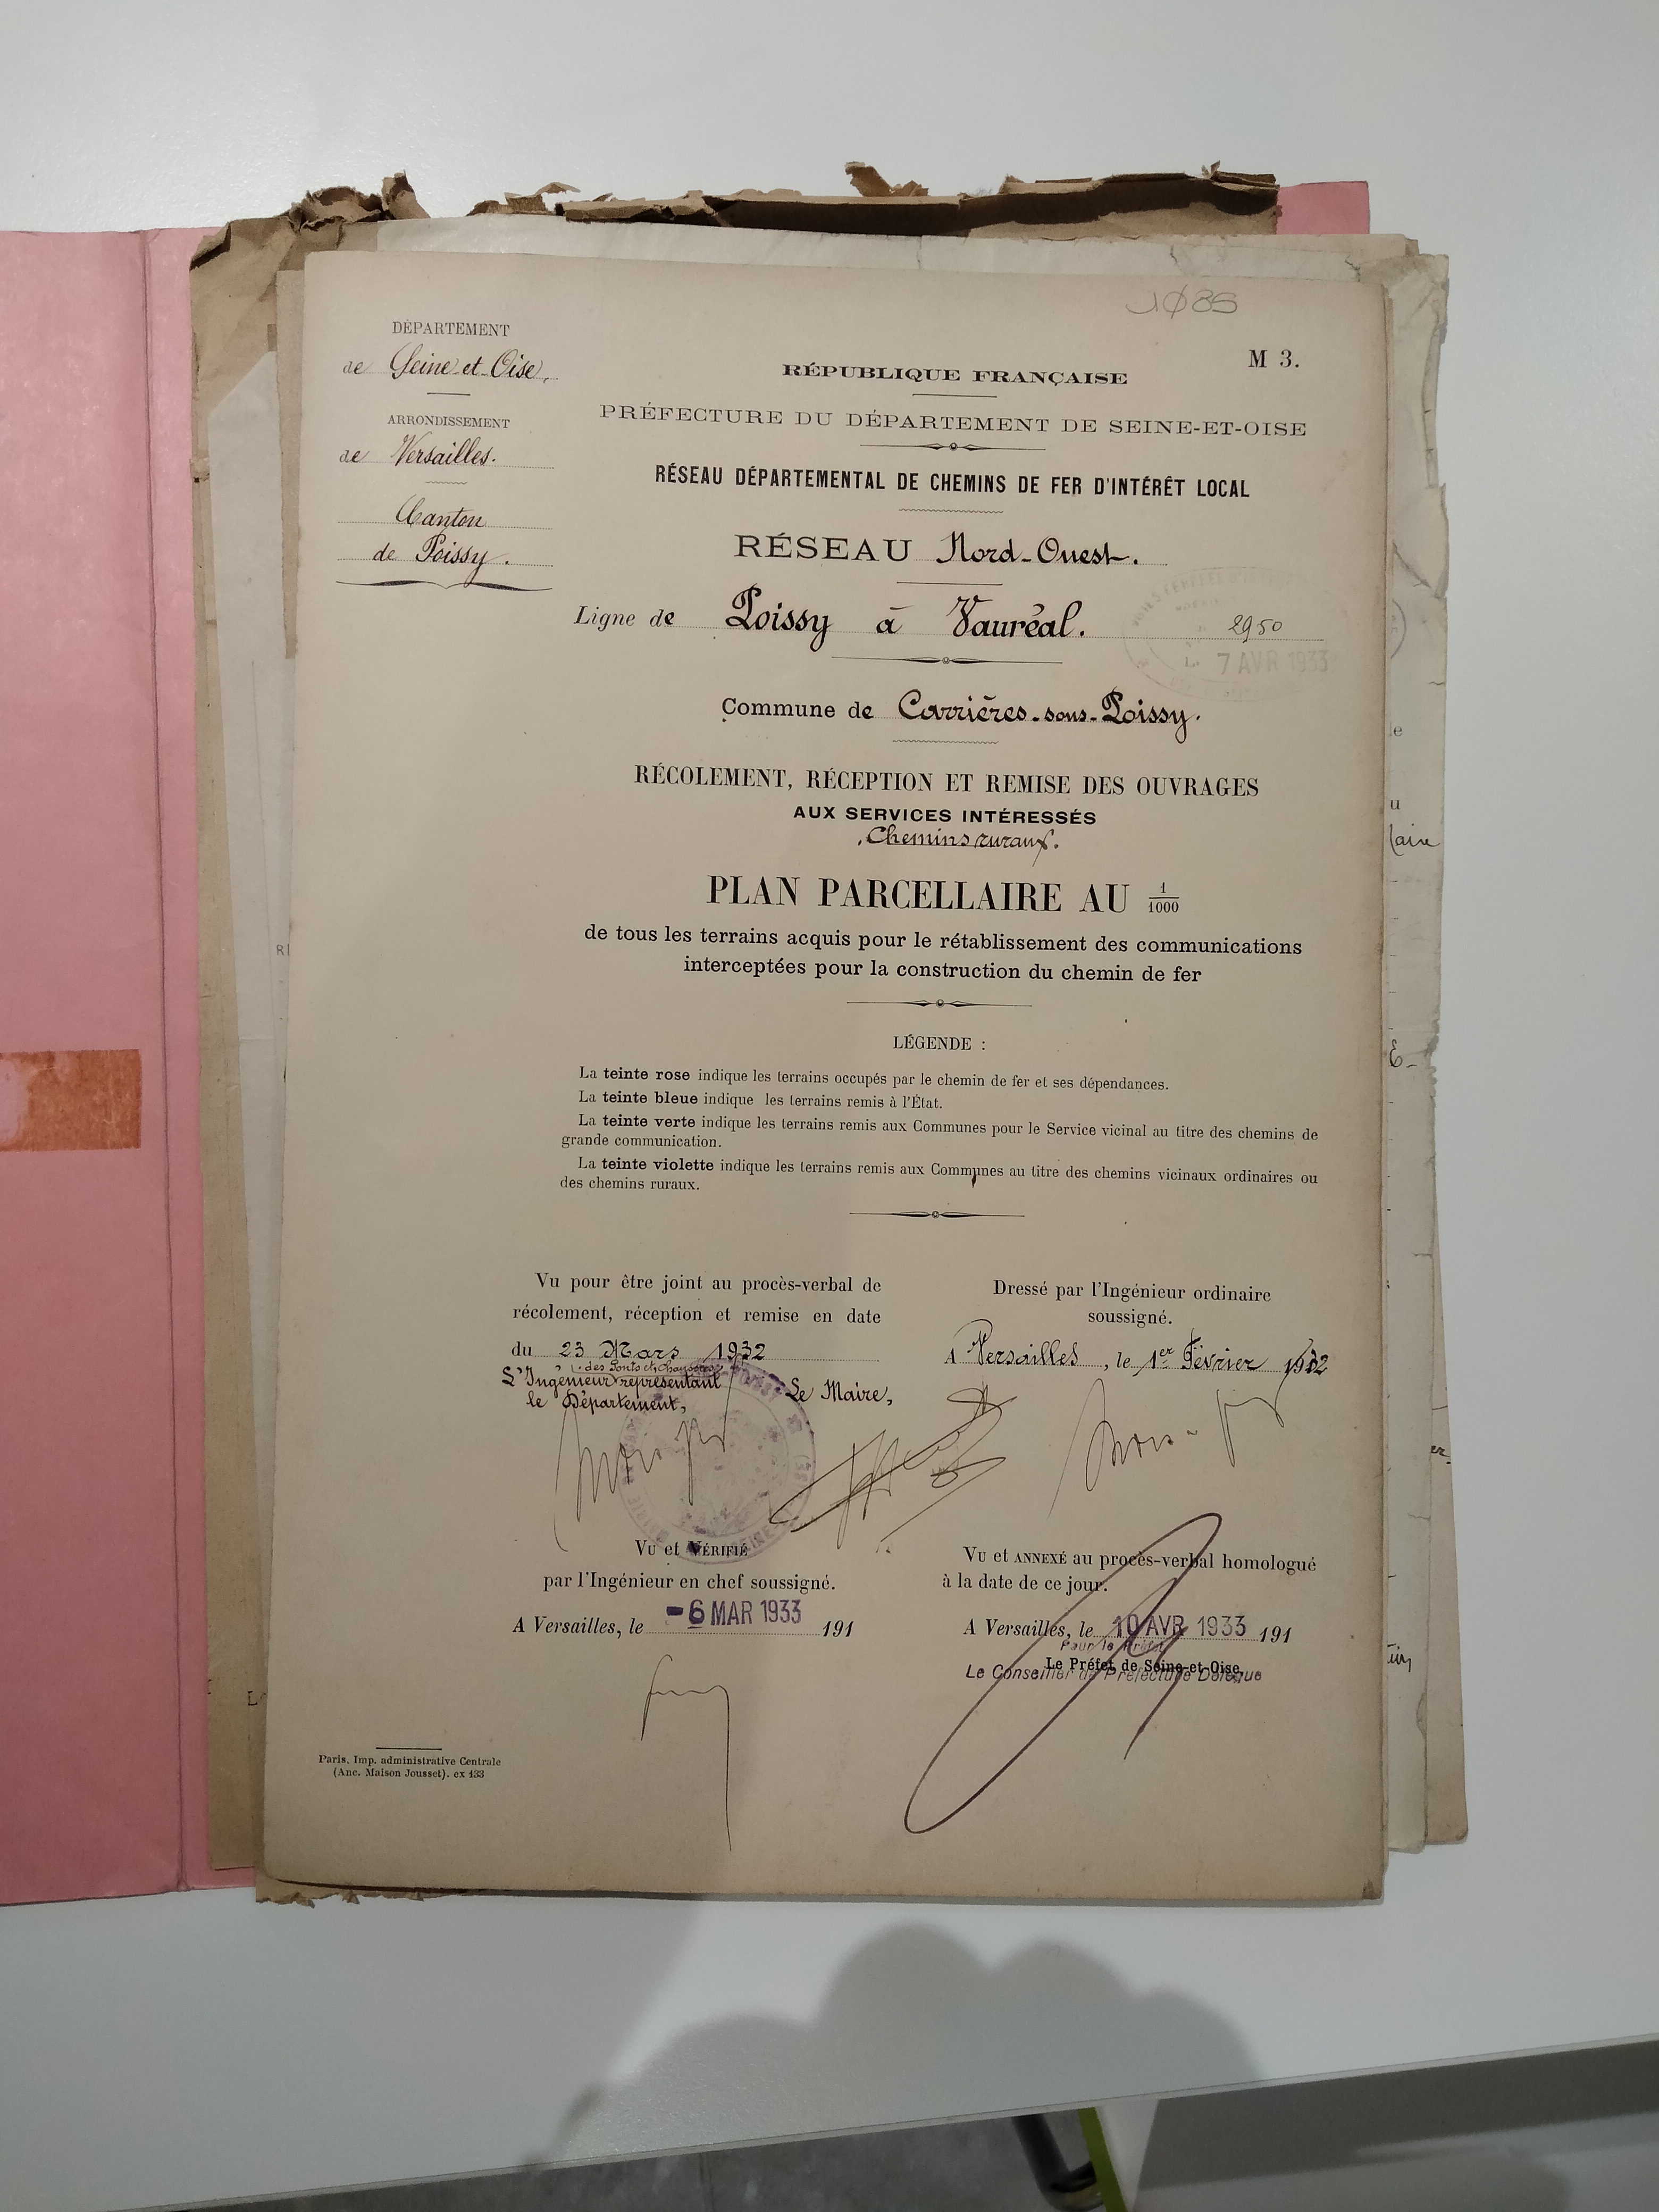 1085
M 3.
DÉPARTEMENT
de Seine-et-Oise.
ARRONDISSEMENT
de Versailles.
Canton
de Poissy.
RÉPUBLIQUE FRANÇAISE
PRÉFECTURE DU DÉPARTEMENT DE SEINE-ET-OISE
RÉSEAU DÉPARTEMENTAL DE CHEMINS DE FER D'INTÉRÊT LOCAL
RÉSEAU Nord-Ouest.
Ligne de Poissy à Vauréal.
2950
7 AVR 1933
Commune de Carrières-sous-Poissy.
RÉCOLEMENT, RÉCEPTION ET REMISE DES OUVRAGES
AUX SERVICES INTÉRESSÉS
Chemins ruraux.
PLAN PARCELLAIRE AU 1/1000
de tous les terrains acquis pour le rétablissement des communications
interceptées pour la construction du chemin de fer
LÉGENDE :
La teinte rose indique les terrains occupés par le chemin de fer et ses dépendances.
La teinte bleue indique les terrains remis à l'État.
La teinte verte indique les terrains remis aux Communes pour le Service vicinal au titre des chemins de
grande communication.
La teinte violette indique les terrains remis aux Communes au titre des chemins vicinaux ordinaires ou
des chemins ruraux.
Vu pour être joint au procès-verbal de
récolement, réception et remise en date
du 23 Mars 1932
des Ponts et Chaussées
L'Ingénieur représentant
le Département,
Le Maire,
Dressé par l'Ingénieur ordinaire
soussigné.
A Versailles, le 1er Février 1932
Vu et VÉRIFIÉ
par l'Ingénieur en chef soussigné.
A Versailles, le -6 MAR 1933 191
Vu et ANNEXÉ au procès-verbal homologué
à la date de ce jour.
A Versailles, le 10 AVR 1933 191
Pour le Préfet
Le Préfet de Seine-et-Oise,
Le Conseiller de Préfecture Délégué
Paris. Imp. administrative Centrale
(Anc. Maison Jousset). ex 133